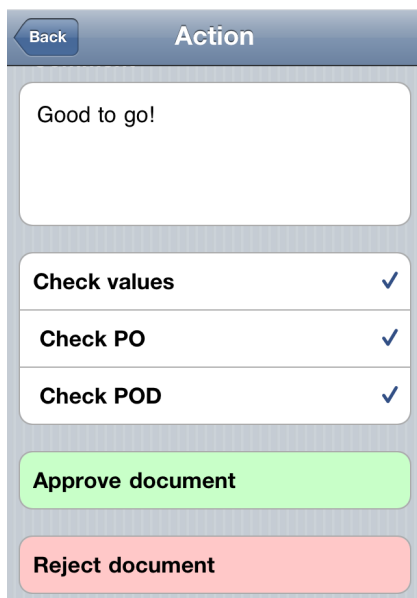 Back
Action
Good to go!
Check values
Check PO
Check POD
Approve document
Reject document